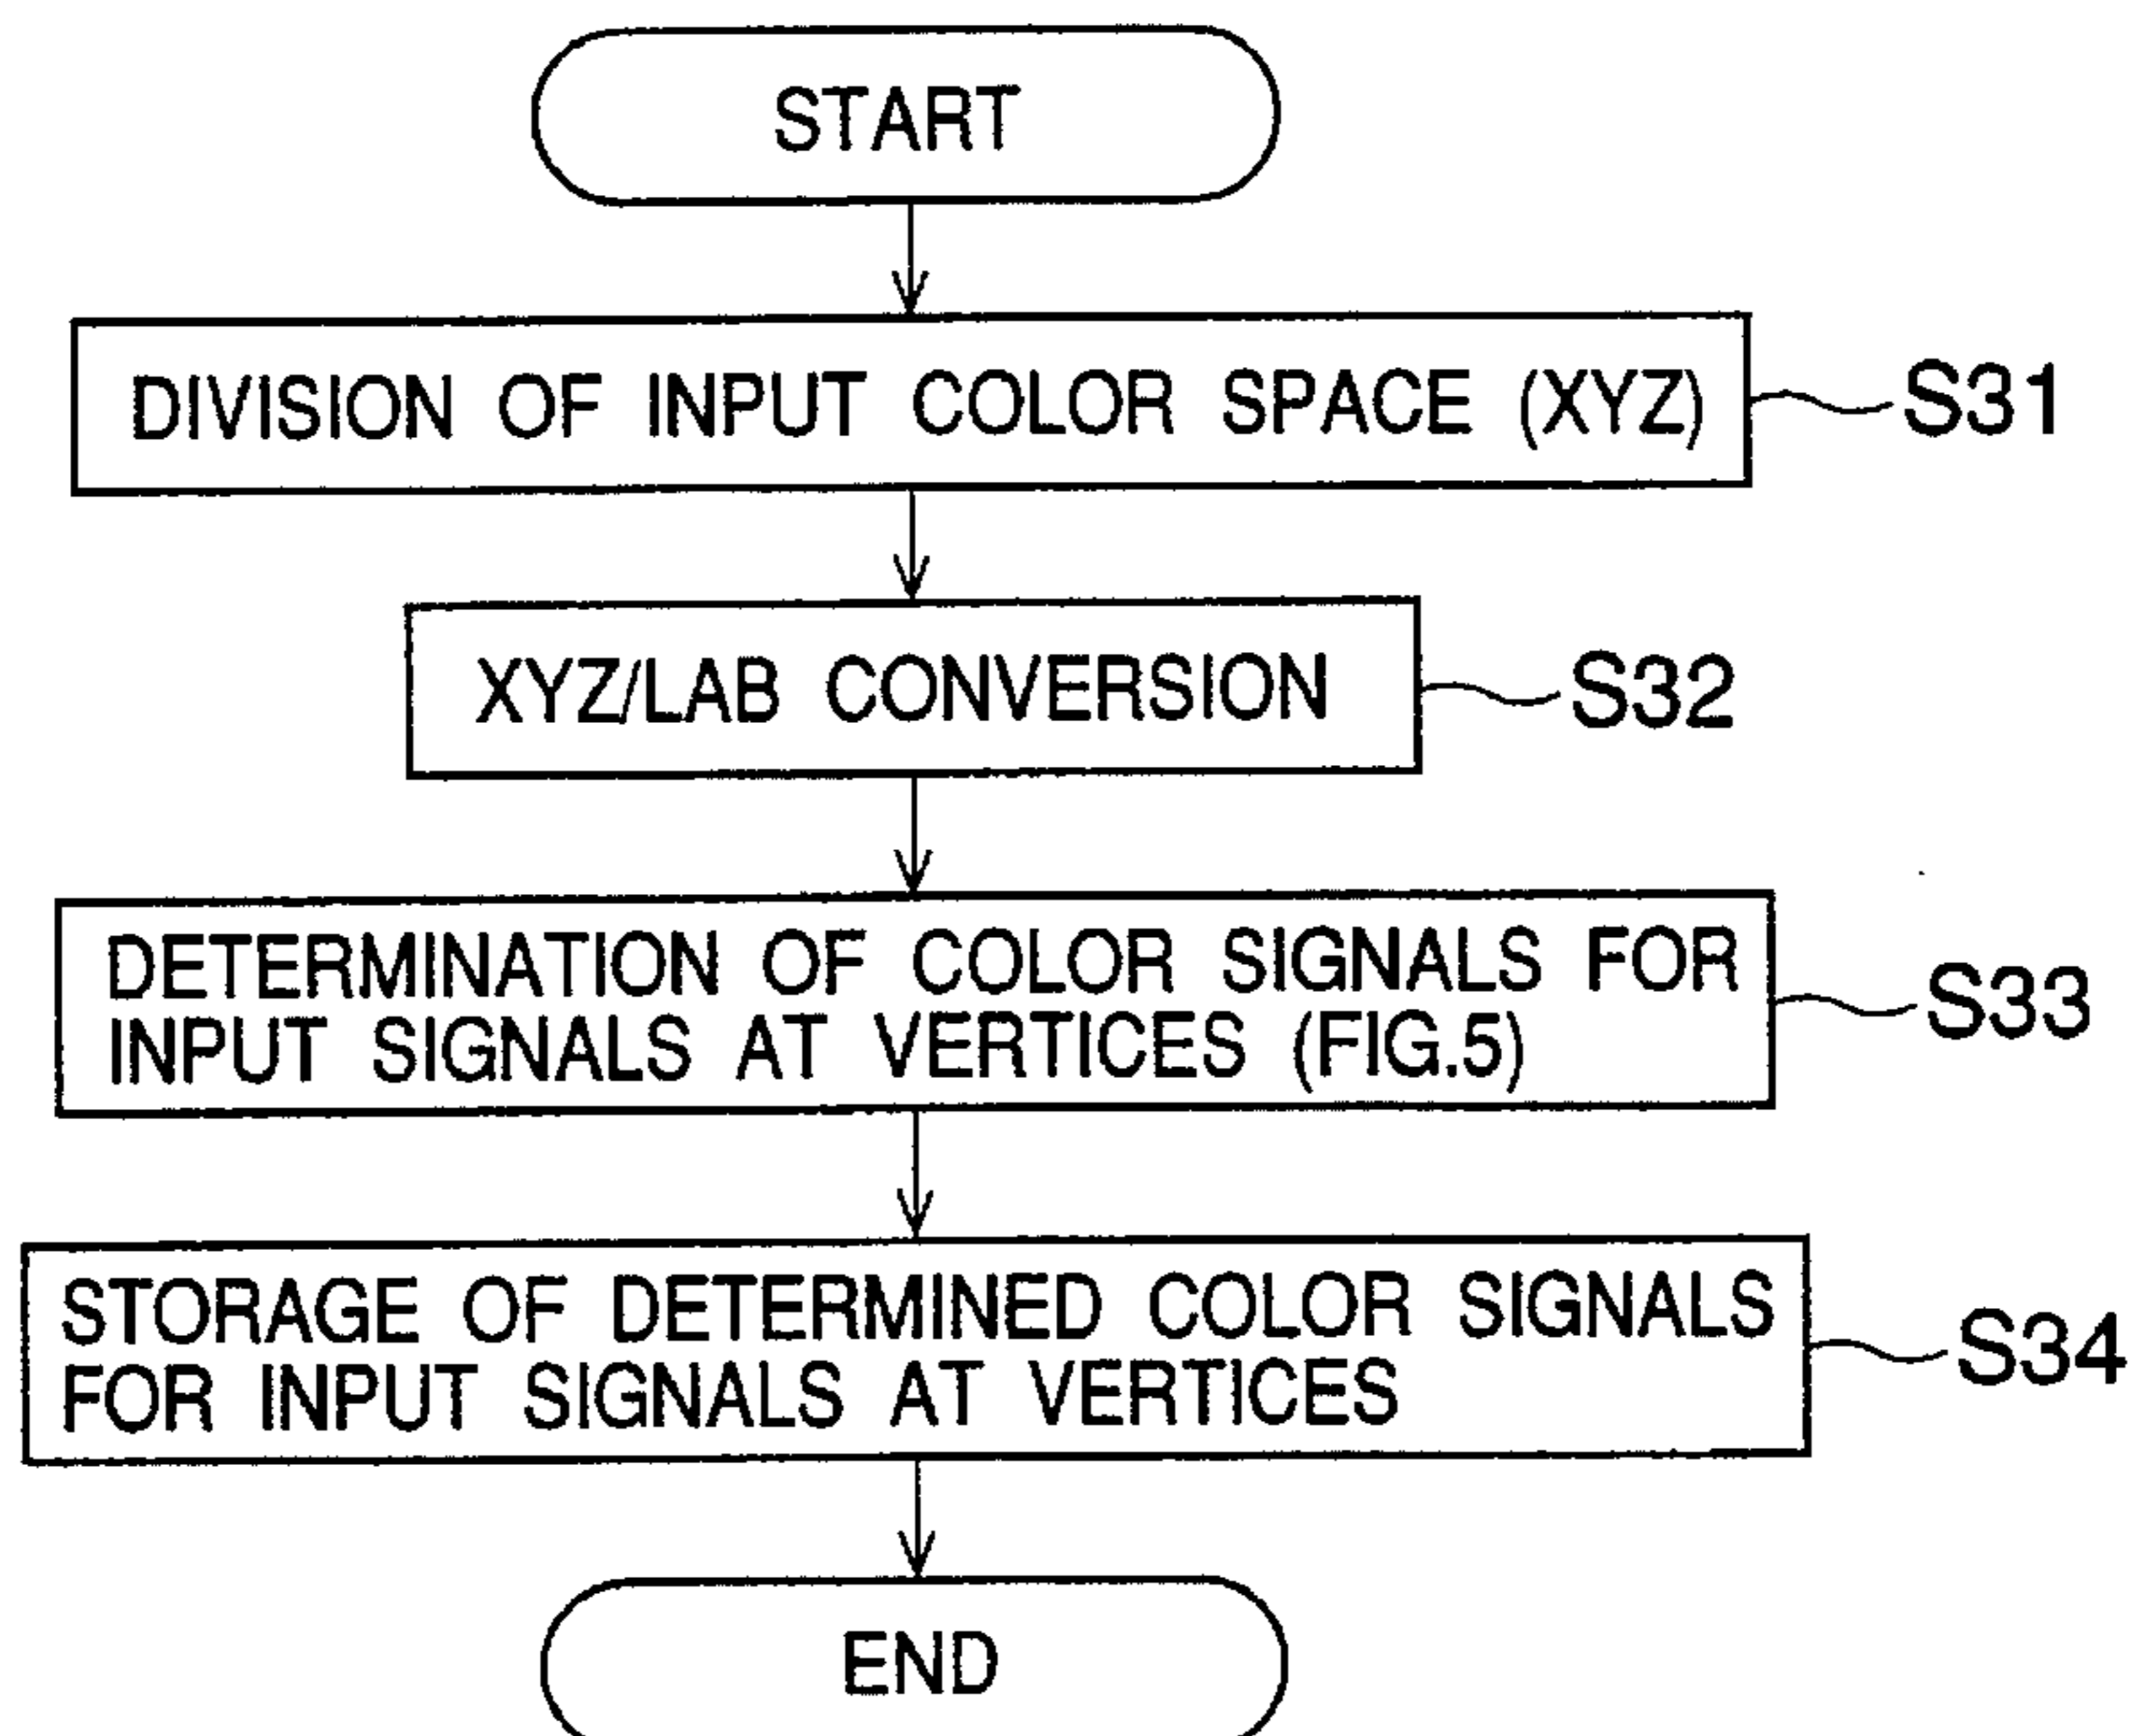 START
DIVISION OF INPUT COLOR SPACE (XYZ)
S31
XYZ/LAB CONVERSION
S32
DETERMINATION OF COLOR SIGNALS FOR
INPUT SIGNALS AT VERTICES (FIG.5)
S33
STORAGE OF DETERMINED COLOR SIGNALS
FOR INPUT SIGNALS AT VERTICES
S34
END